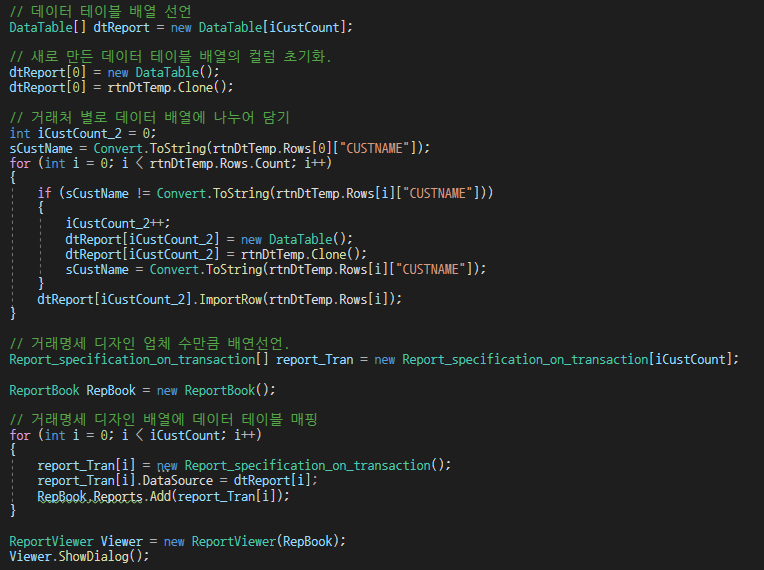 // 데이터 테이블 배열 선언
DataTable[] dtReport = new DataTable[iCustCount];
// 새로 만든 데이터 테이블 배열의 컬럼 초기화.
dtReport[0] = new DataTable();
dtReport[0] = rtnDtTemp.Clone();
// 거래처 별로 데이터 배열에 나누어 담기
int iCustCount_2 = 0;
sCustName = Convert.ToString(rtnDtTemp.Rows[0]["CUSTNAME"]);
for (int i = 0; i < rtnDtTemp.Rows.Count; i++)
{
if (sCustName != Convert.ToString(rtnDtTemp.Rows[i]["CUSTNAME"]))
{
iCustCount_2++;
dtReport[iCustCount_2] = new DataTable();
dtReport[iCustCount_2] = rtnDtTemp.Clone();
sCustName = Convert.ToString(rtnDtTemp.Rows[i]["CUSTNAME"]);
}
dtReport[iCustCount_2].ImportRow(rtnDtTemp.Rows[i]);
}
// 거래명세 디자인 업체 수만큼 배연선언.
Report_specification_on_transaction[] report_Tran = new Report_specification_on_transaction[iCustCount];
ReportBook RepBook = new ReportBook();
// 거래명세 디자인 배열에 데이터 테이블 매핑
for (int i = 0; i < iCustCount; i++)
{
report_Tran[i] = new Report_specification_on_transaction();
report_Tran[i].DataSource = dtReport[i];
RepBook.Reports.Add(report_Tran[i]);
}
ReportViewer Viewer = new ReportViewer(RepBook);
Viewer.ShowDialog();